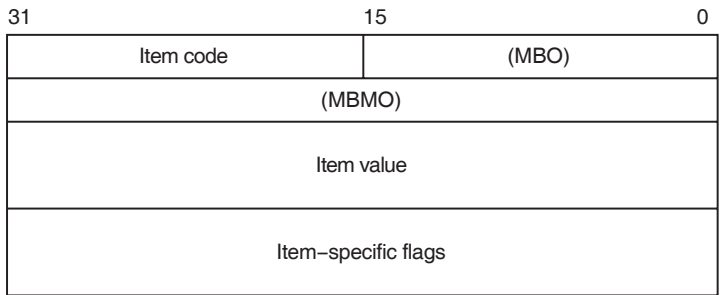 31 15 0
Item code (MBO)
(MBMO)
Item value
Item−specific flags